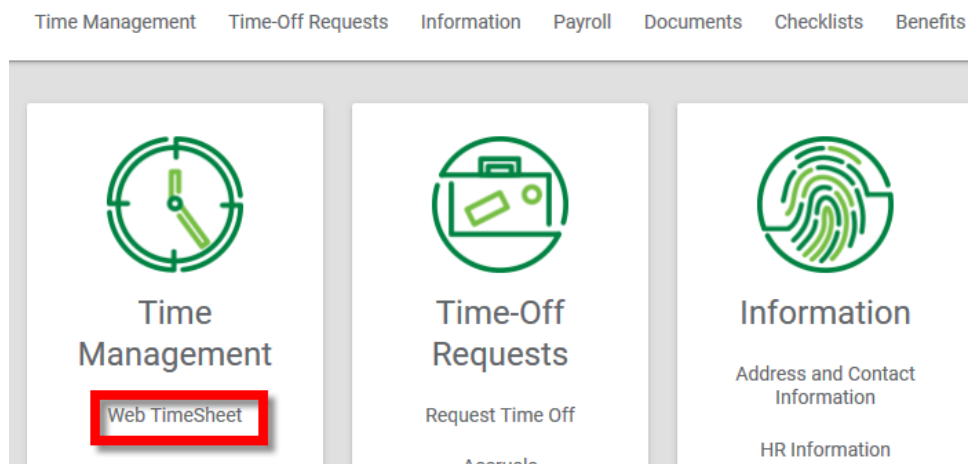 Time Management Time-Off Requests Information Payroll Documents Checklists Benefits
Time
Management
Web TimeSheet
Time-Off
Requests
Request Time Off
Accruals
Information
Address and Contact
Information
HR Information